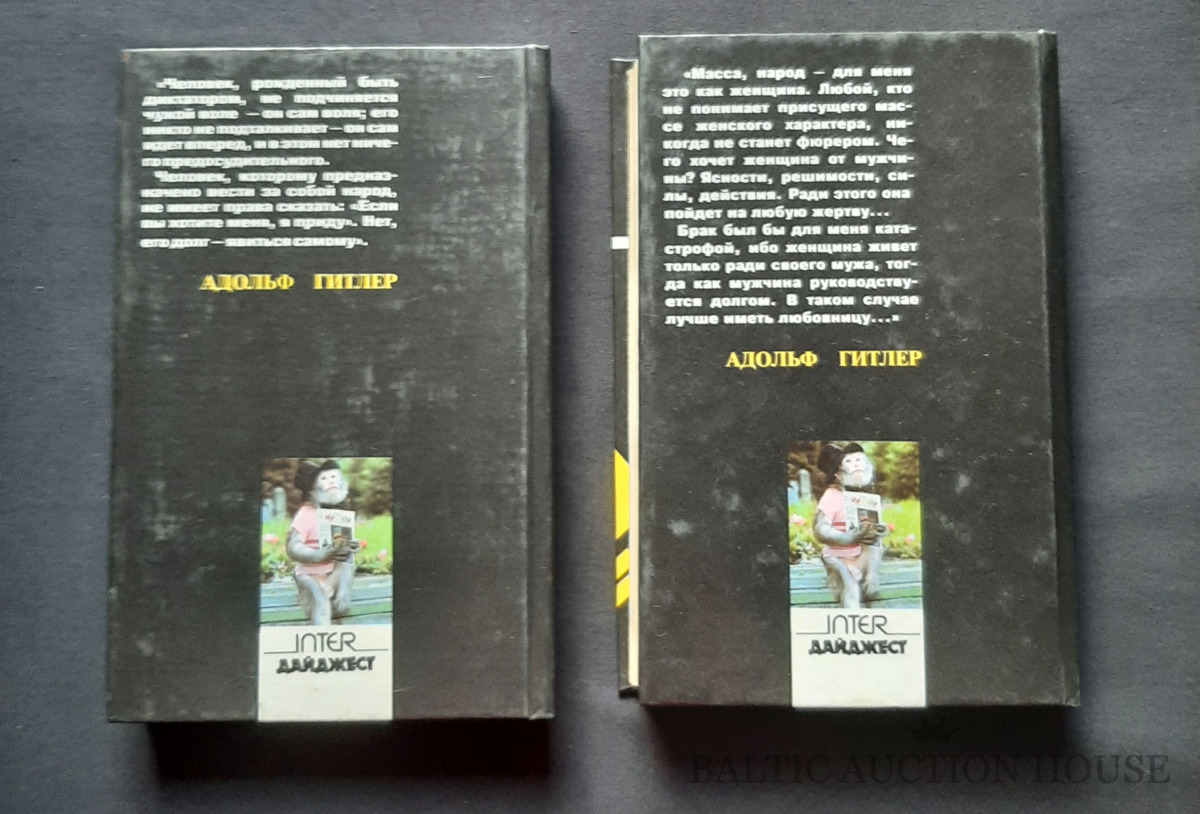 «Человек, рожденный быть
диктатором, не подчиняется
чужой воле — он сам воля; его
никто не подталкивает – он сам
идет вперед, и в этом нет ниче-
го предосудительного.
Человек, которому предназ-
начено вести за собой народ,
не имеет права сказать: «Если
вы хотите меня, я приду». Нет,
его долг – явиться самому».
АДОЛЬФ ГИТЛЕР
INTER
ДАЙДЖЕСТ
«Масса, народ – для меня
это как женщина. Любой, кто
не понимает присущего мас-
се женского характера, ни-
когда не станет фюрером. Че-
го хочет женщина от мужчи-
ны? Ясности, решимости, си-
лы, действия. Ради этого она
пойдет на любую жертву...
Брак был бы для меня ката-
строфой, ибо женщина живет
только ради своего мужа, тог-
да как мужчина руководству-
ется долгом. В таком случае
лучше иметь любовницу...»
АДОЛЬФ ГИТЛЕР
INTER
ДАЙДЖЕСТ
BALTIC AUCTION HOUSE